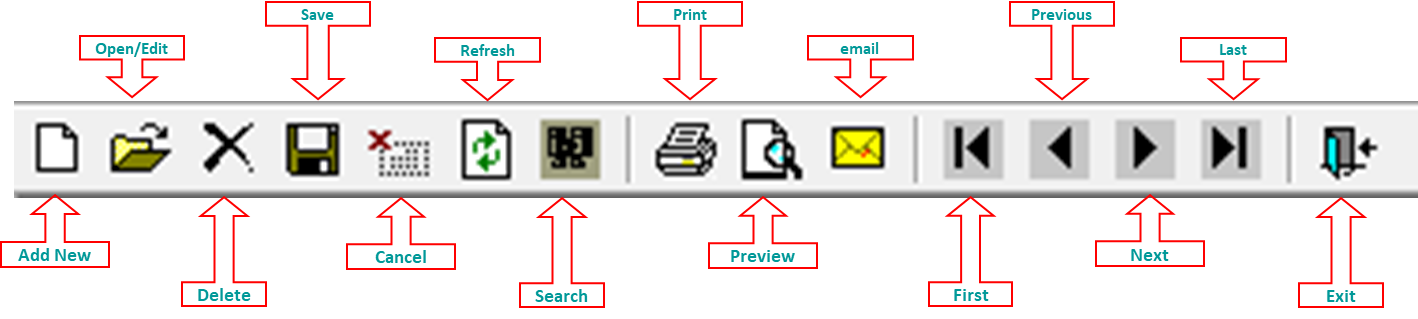 Save
Print
Previous
Open/Edit
Refresh
email
Last
Add New
Cancel
Preview
Next
Delete
Search
First
Exit